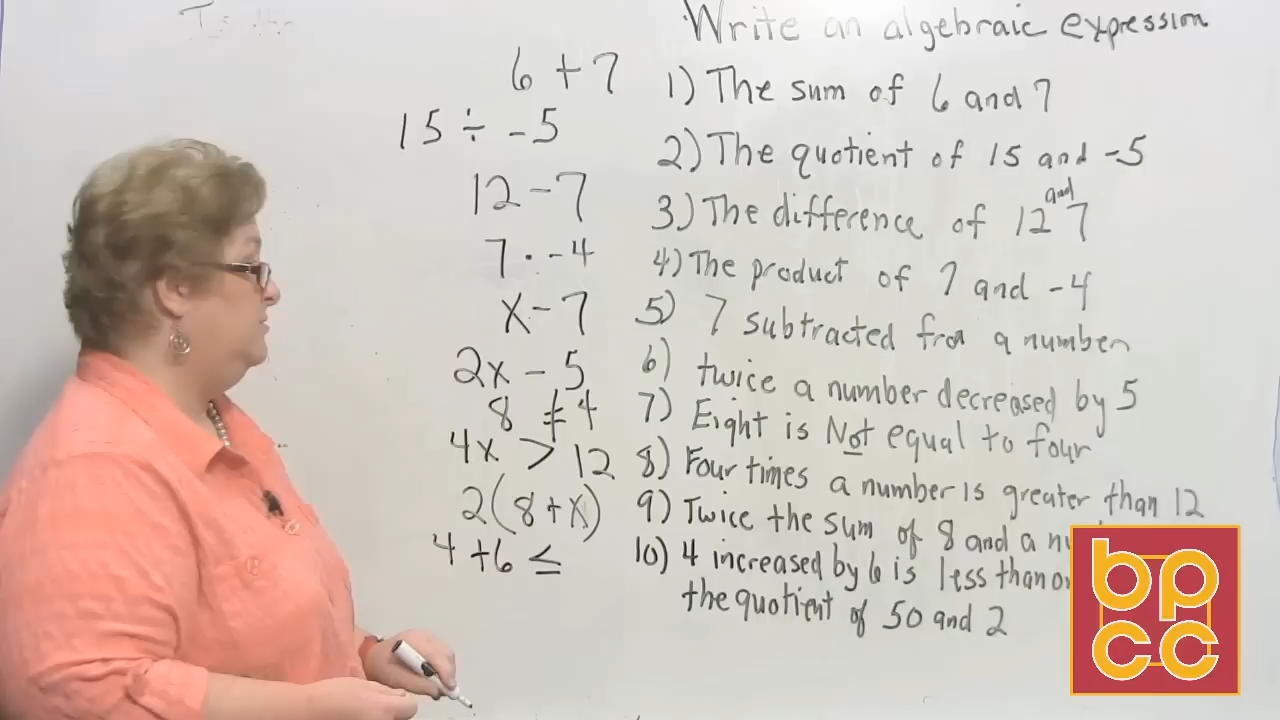 Write an algebraic expression
6 + 7 1) The sum of 6 and 7
15 ÷ -5 2) The quotient of 15 and -5
12 - 7 3) The difference of 12 and 7
7 · -4 4) The product of 7 and -4
x - 7 5) 7 subtracted from a number
2x - 5 6) twice a number decreased by 5
8 ≠ 4 7) Eight is Not equal to four
4x > 12 8) Four times a number is greater than 12
2(8 + x) 9) Twice the sum of 8 and a
4 + 6 ≤ 10) 4 increased by 6 is less than
the quotient of 50 and 2
bp
cc